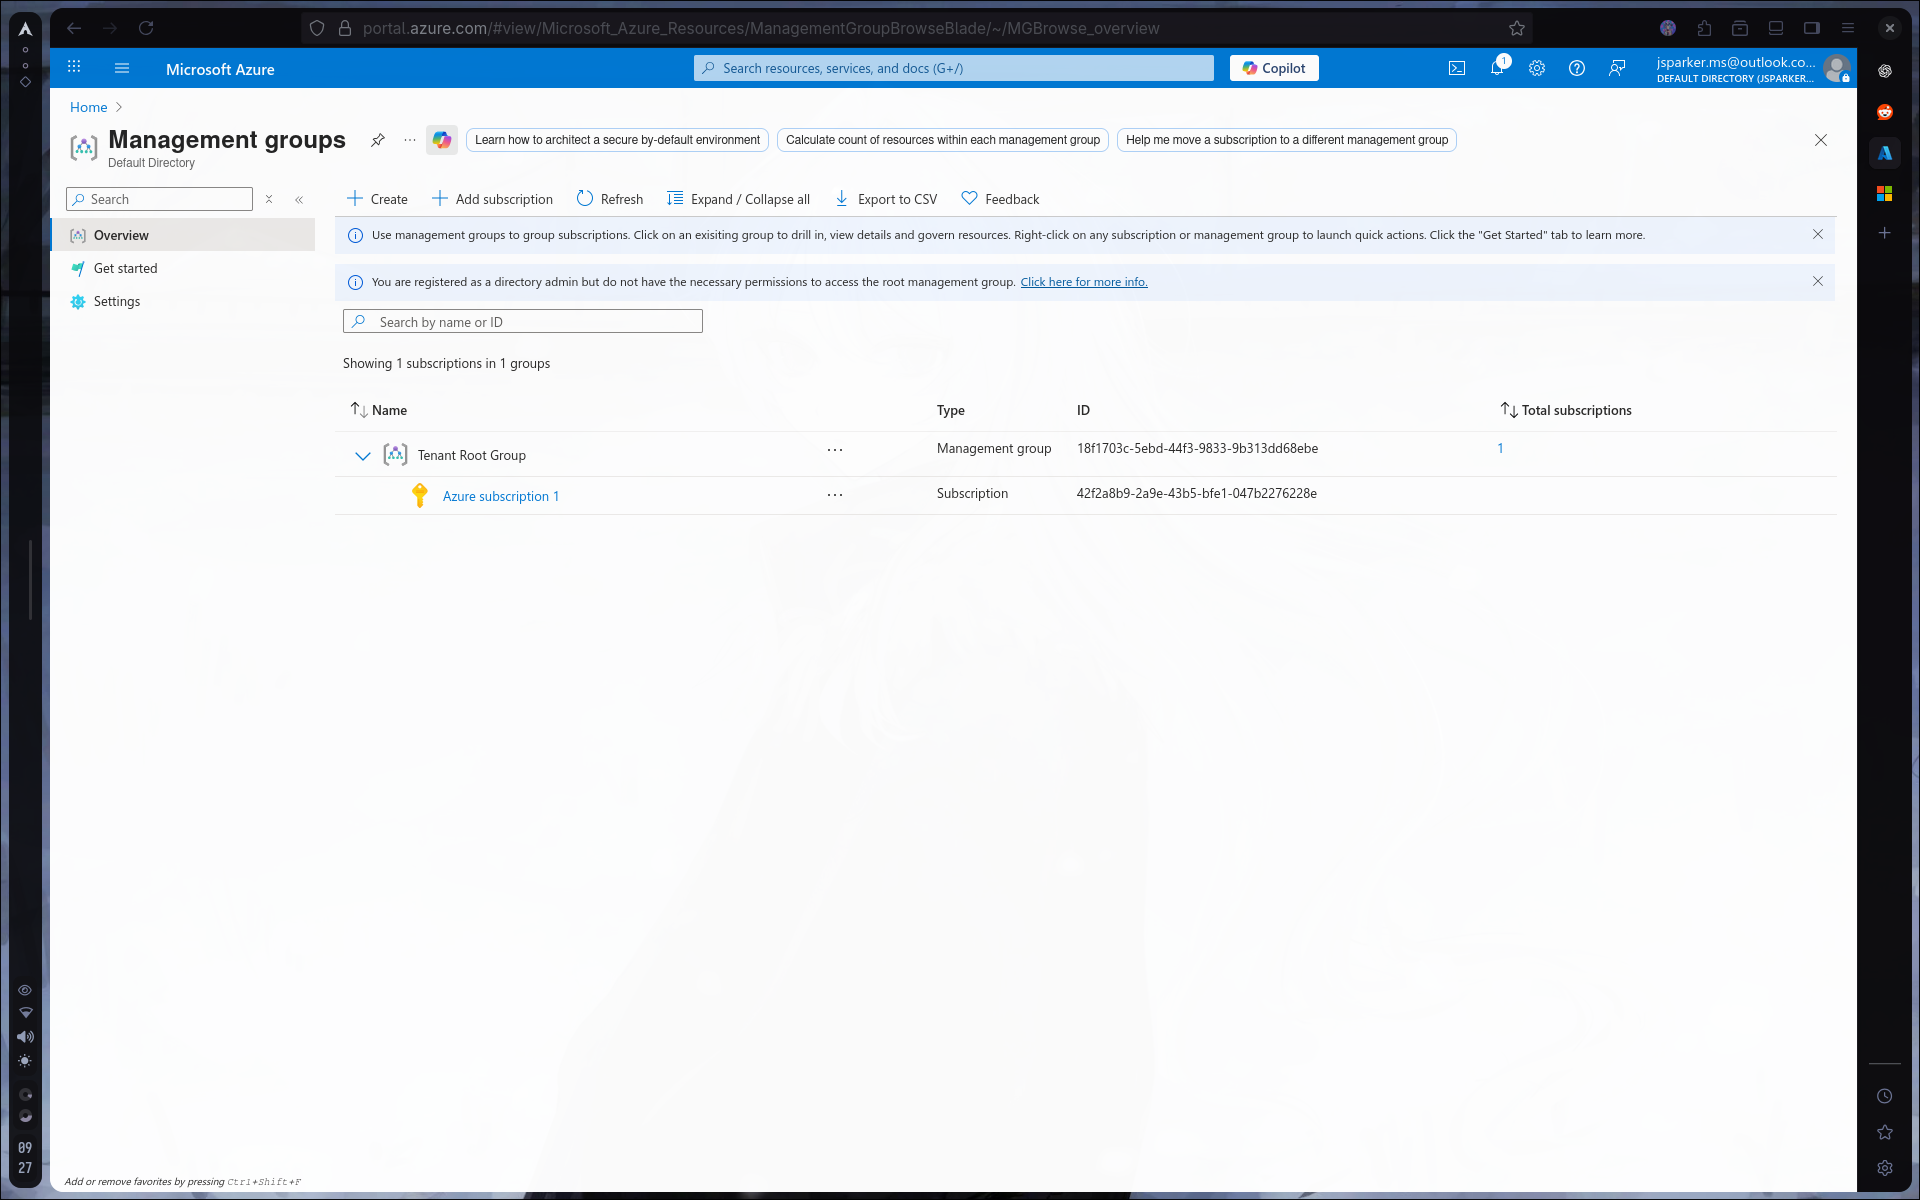 portal.azure.com/#view/Microsoft_Azure_Resources/ManagementGroupBrowseBlade/~/MGBrowse_overview
Microsoft Azure
Search resources, services, and docs (G+/)
Copilot
1
jsparker.ms@outlook.co...
DEFAULT DIRECTORY (JSPARKER...
Home
Management groups
Default Directory
Learn how to architect a secure by-default environment
Calculate count of resources within each management group
Help me move a subscription to a different management group
Search
Overview
Get started
Settings
Create
Add subscription
Refresh
Expand / Collapse all
Export to CSV
Feedback
Use management groups to group subscriptions. Click on an exisiting group to drill in, view details and govern resources. Right-click on any subscription or management group to launch quick actions. Click the "Get Started" tab to learn more.
You are registered as a directory admin but do not have the necessary permissions to access the root management group. Click here for more info.
Search by name or ID
Showing 1 subscriptions in 1 groups
Name Type ID Total subscriptions
Tenant Root Group ... Management group 18f1703c-5ebd-44f3-9833-9b313dd68ebe 1
Azure subscription 1 ... Subscription 42f2a8b9-2a9e-43b5-bfe1-047b2276228e
09
27
Add or remove favorites by pressing Ctrl+Shift+F